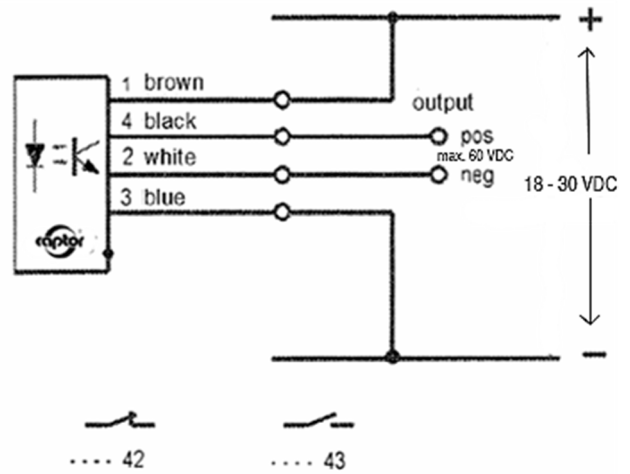 +
1 brown
output
4 black
pos
max. 60 VDC
2 white
neg
18 - 30 VDC
3 blue
captor
−
.... 42
.... 43